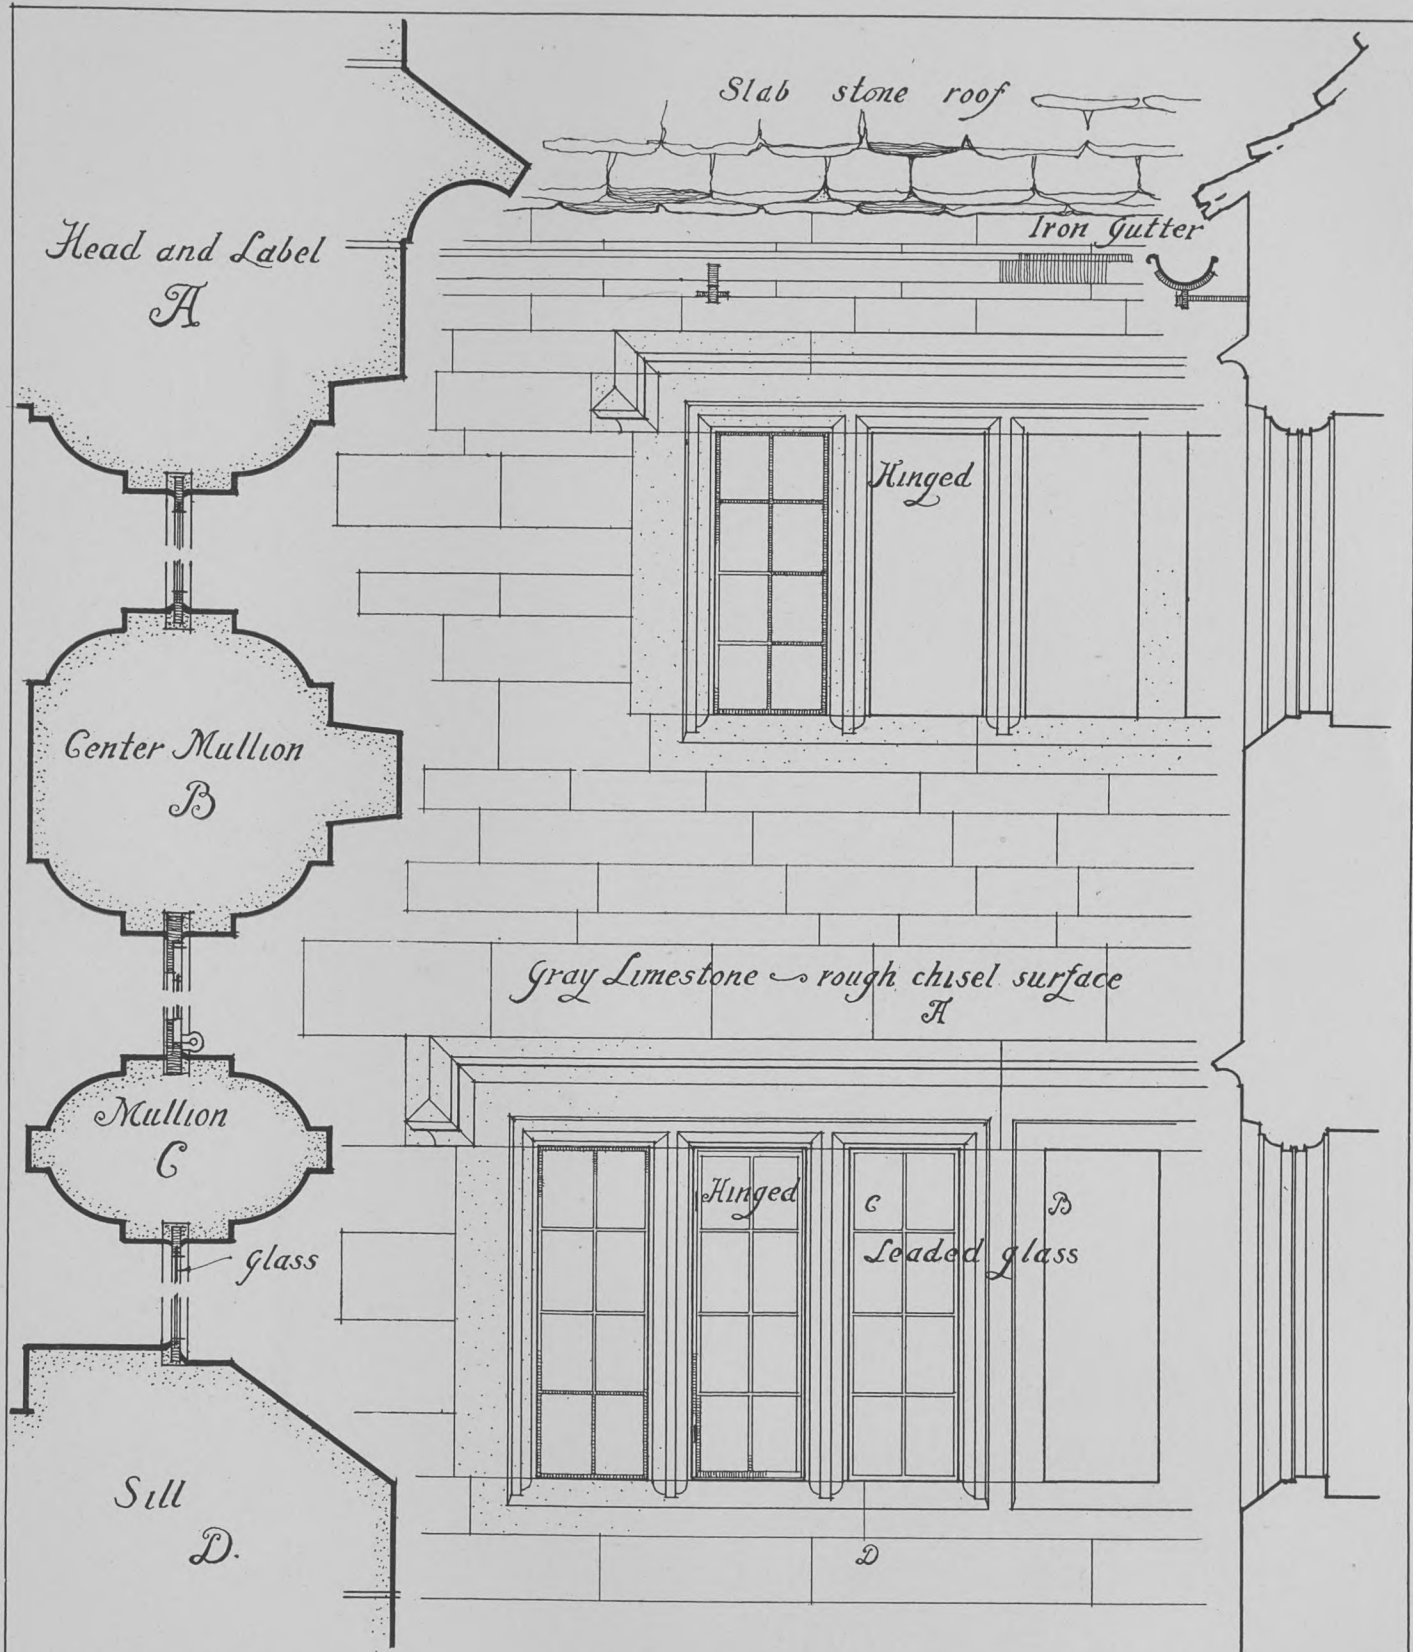 Slab stone roof
Iron Gutter
Head and Label
A
Hinged
Center Mullion
B
Gray Limestone ~ rough chisel surface
A
Mullion
C
Hinged
C
B
Leaded glass
Glass
Sill
D.
D